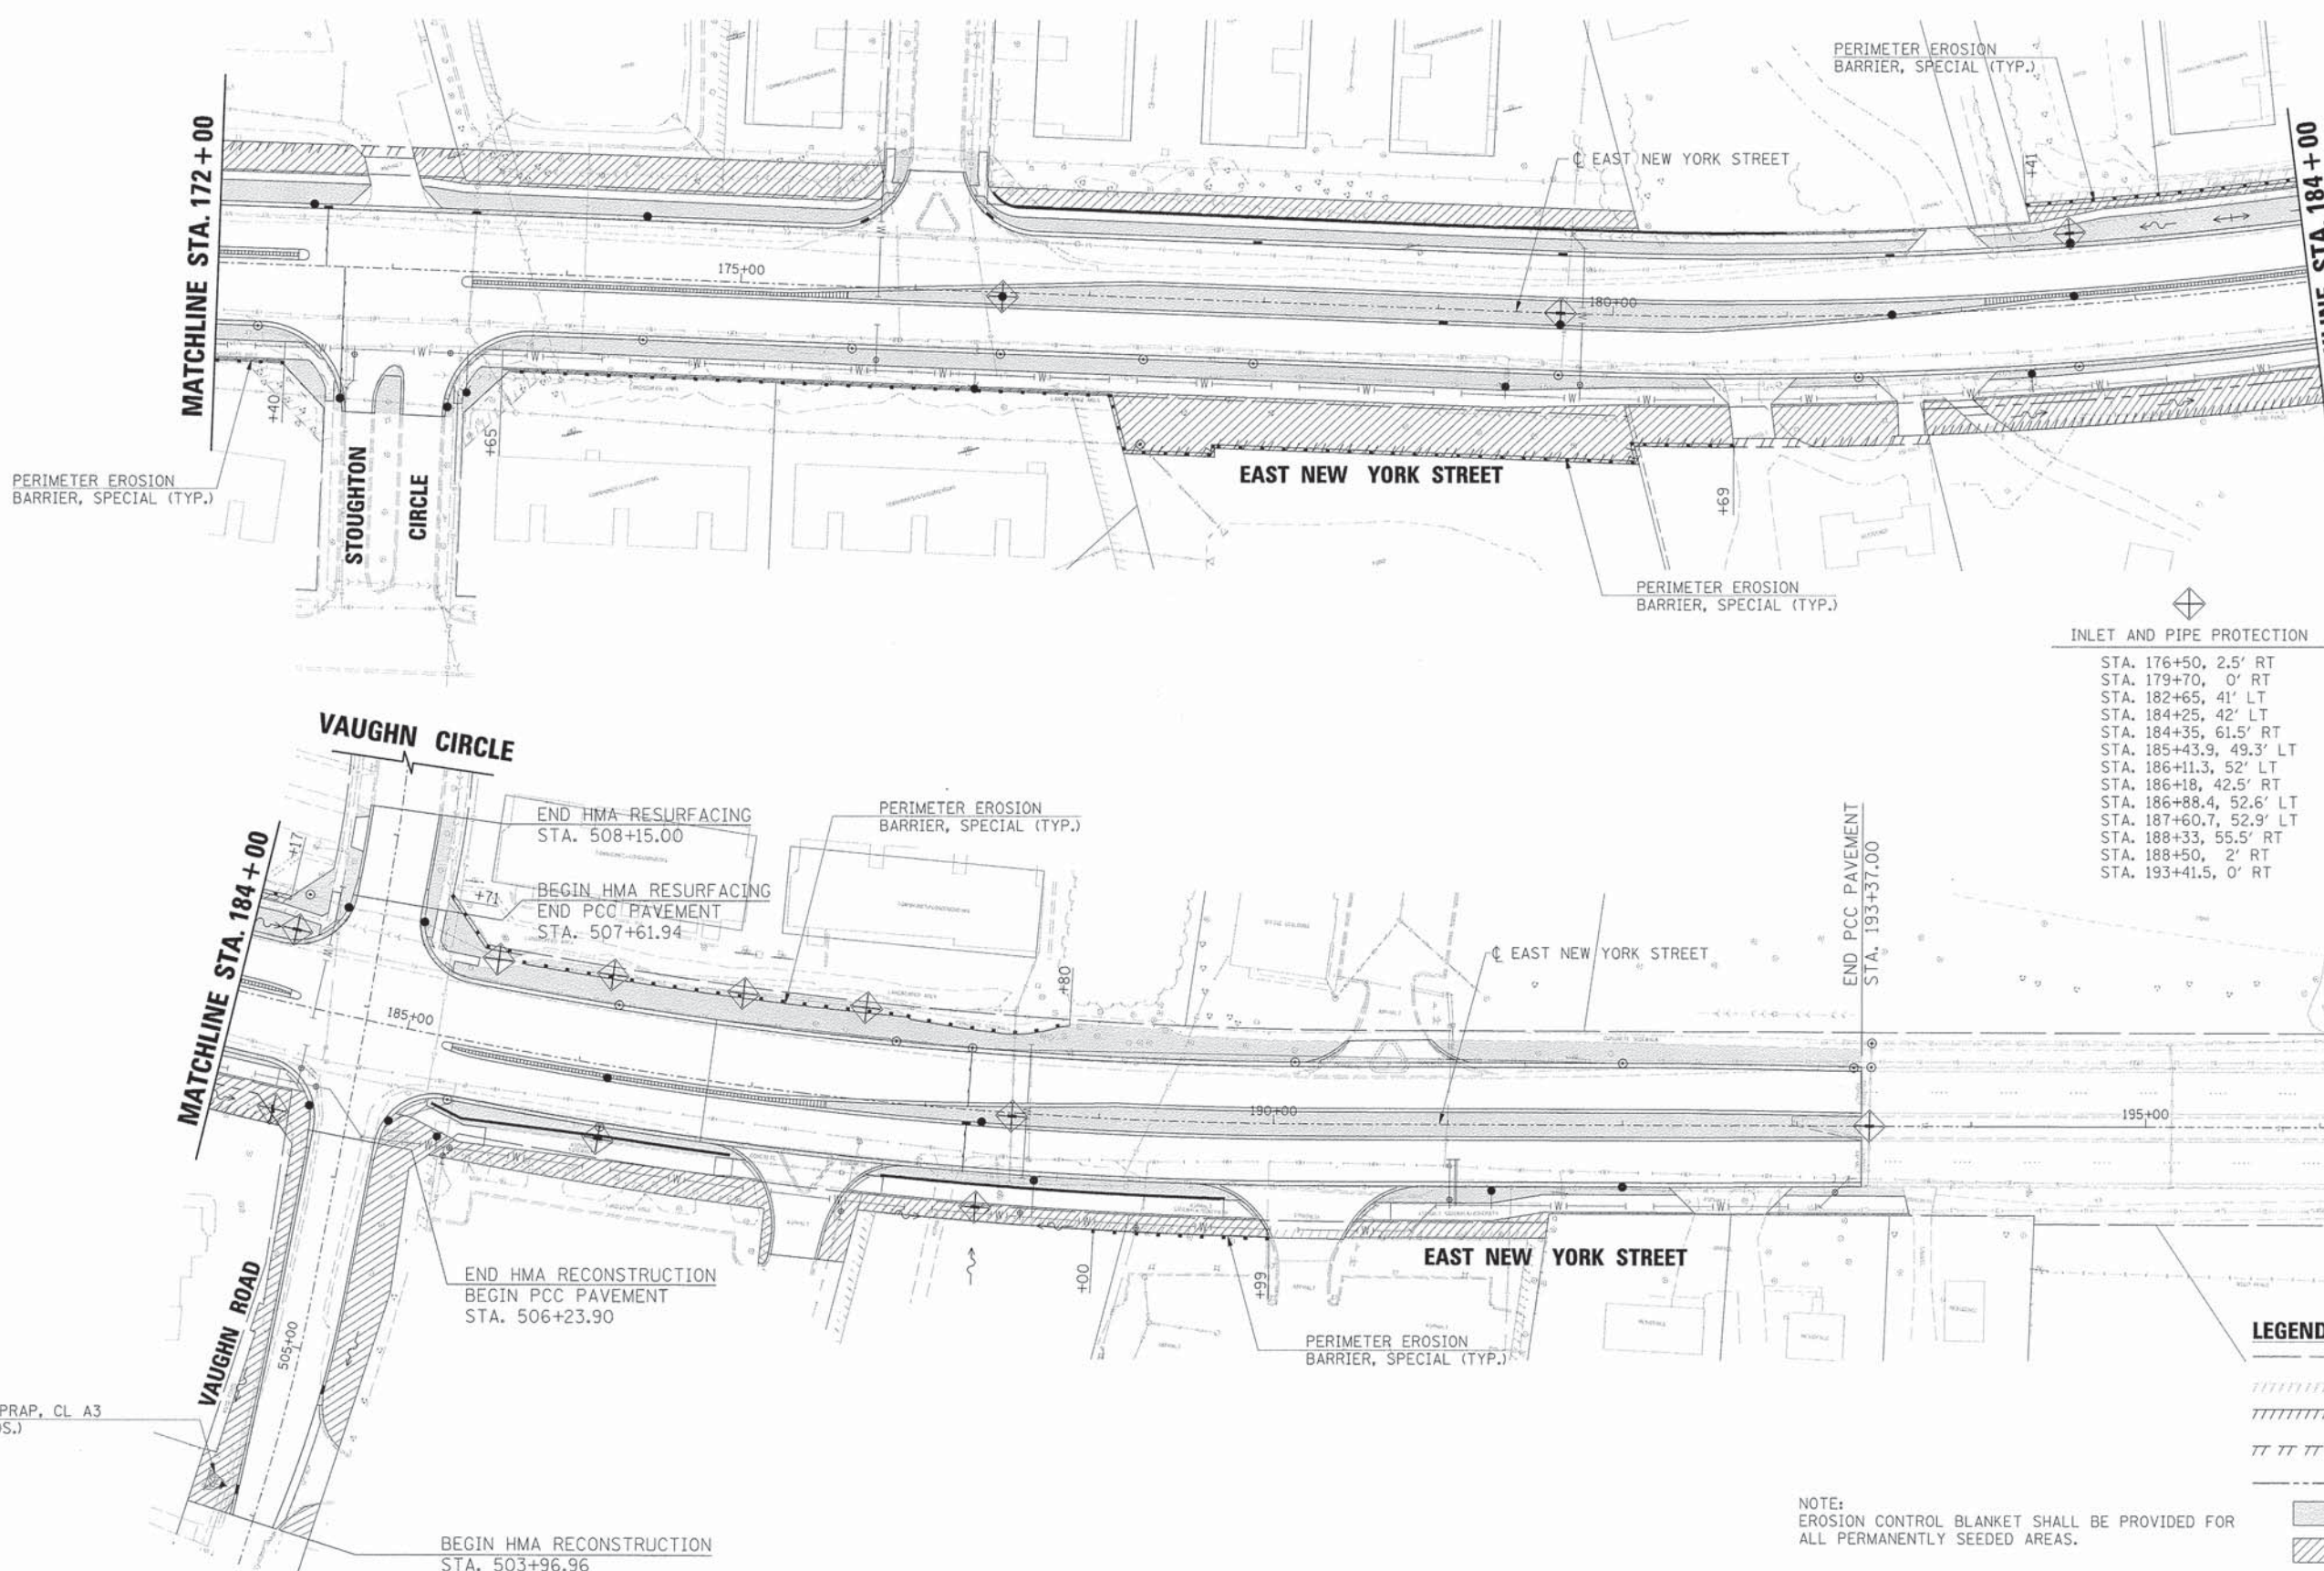 MATCHLINE STA. 172+00
PERIMETER EROSION
BARRIER, SPECIAL (TYP.)
℄ EAST NEW YORK STREET
+41
175+00
180+00
+40
+65
STOUGHTON
CIRCLE
PERIMETER EROSION
BARRIER, SPECIAL (TYP.)
EAST NEW YORK STREET
+69
PERIMETER EROSION
BARRIER, SPECIAL (TYP.)
STA. 184+00
INLET AND PIPE PROTECTION
STA. 176+50, 2.5' RT
STA. 179+70, 0' RT
STA. 182+65, 41' LT
STA. 184+25, 42' LT
STA. 184+35, 61.5' RT
STA. 185+43.9, 49.3' LT
STA. 186+11.3, 52' LT
STA. 186+18, 42.5' RT
STA. 186+88.4, 52.6' LT
STA. 187+60.7, 52.9' LT
STA. 188+33, 55.5' RT
STA. 188+50, 2' RT
STA. 193+41.5, 0' RT
VAUGHN CIRCLE
MATCHLINE STA. 184+00
+17
END HMA RESURFACING
STA. 508+15.00
+71
BEGIN HMA RESURFACING
END PCC PAVEMENT
STA. 507+61.94
PERIMETER EROSION
BARRIER, SPECIAL (TYP.)
+80
℄ EAST NEW YORK STREET
END PCC PAVEMENT
STA. 193+37.00
185+00
190+00
195+00
END HMA RECONSTRUCTION
BEGIN PCC PAVEMENT
STA. 506+23.90
+00
+99
EAST NEW YORK STREET
PERIMETER EROSION
BARRIER, SPECIAL (TYP.)
VAUGHN ROAD
505+00
PRAP, CL A3
S.)
BEGIN HMA RECONSTRUCTION
STA. 503+96.96
LEGEND
NOTE:
EROSION CONTROL BLANKET SHALL BE PROVIDED FOR
ALL PERMANENTLY SEEDED AREAS.